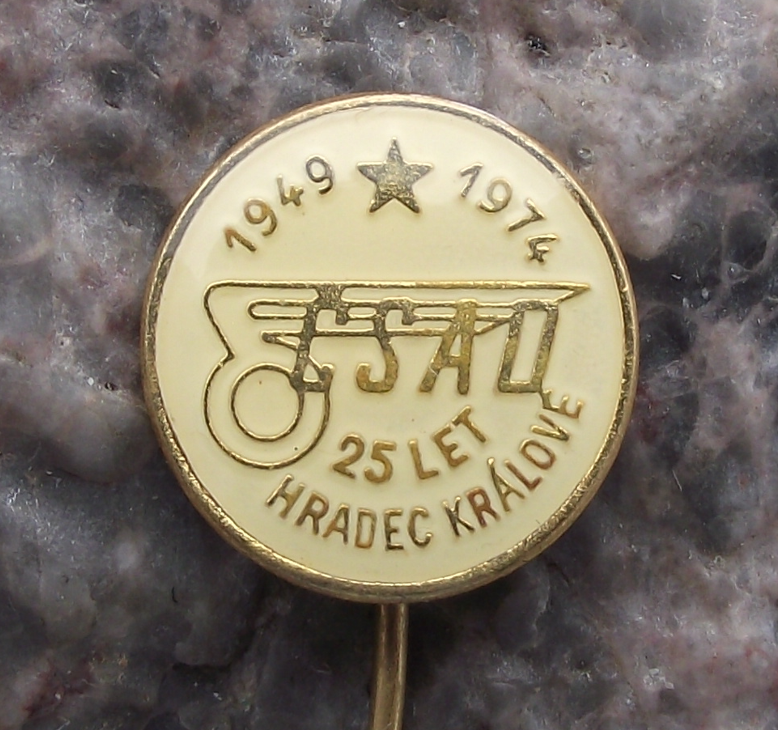 1949 ★ 1974
ČSAD
25 LET
HRADEC KRÁLOVÉ